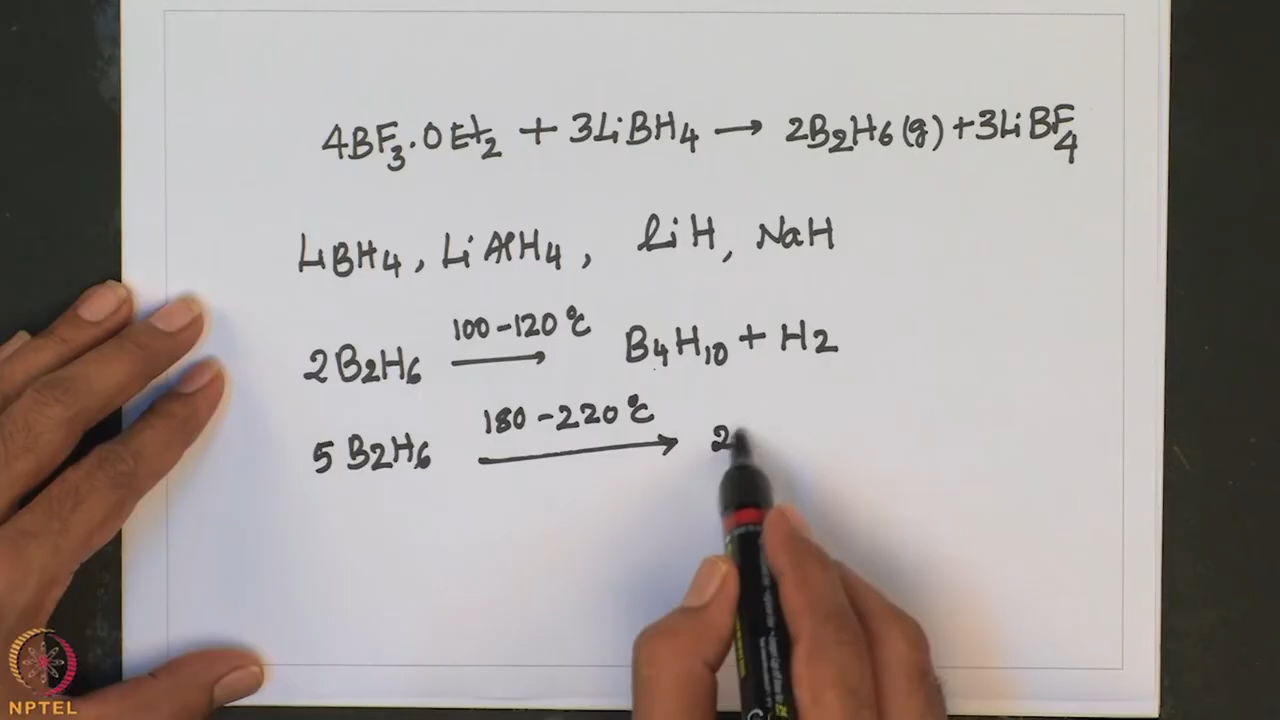 4BF₃·OEt₂ + 3LiBH₄ → 2B₂H₆(g) + 3LiBF₄
LiBH₄, LiAlH₄, LiH, NaH
2B₂H₆ 100-120°C → B₄H₁₀ + H₂
5B₂H₆ 180-220°C → 2
NPTEL